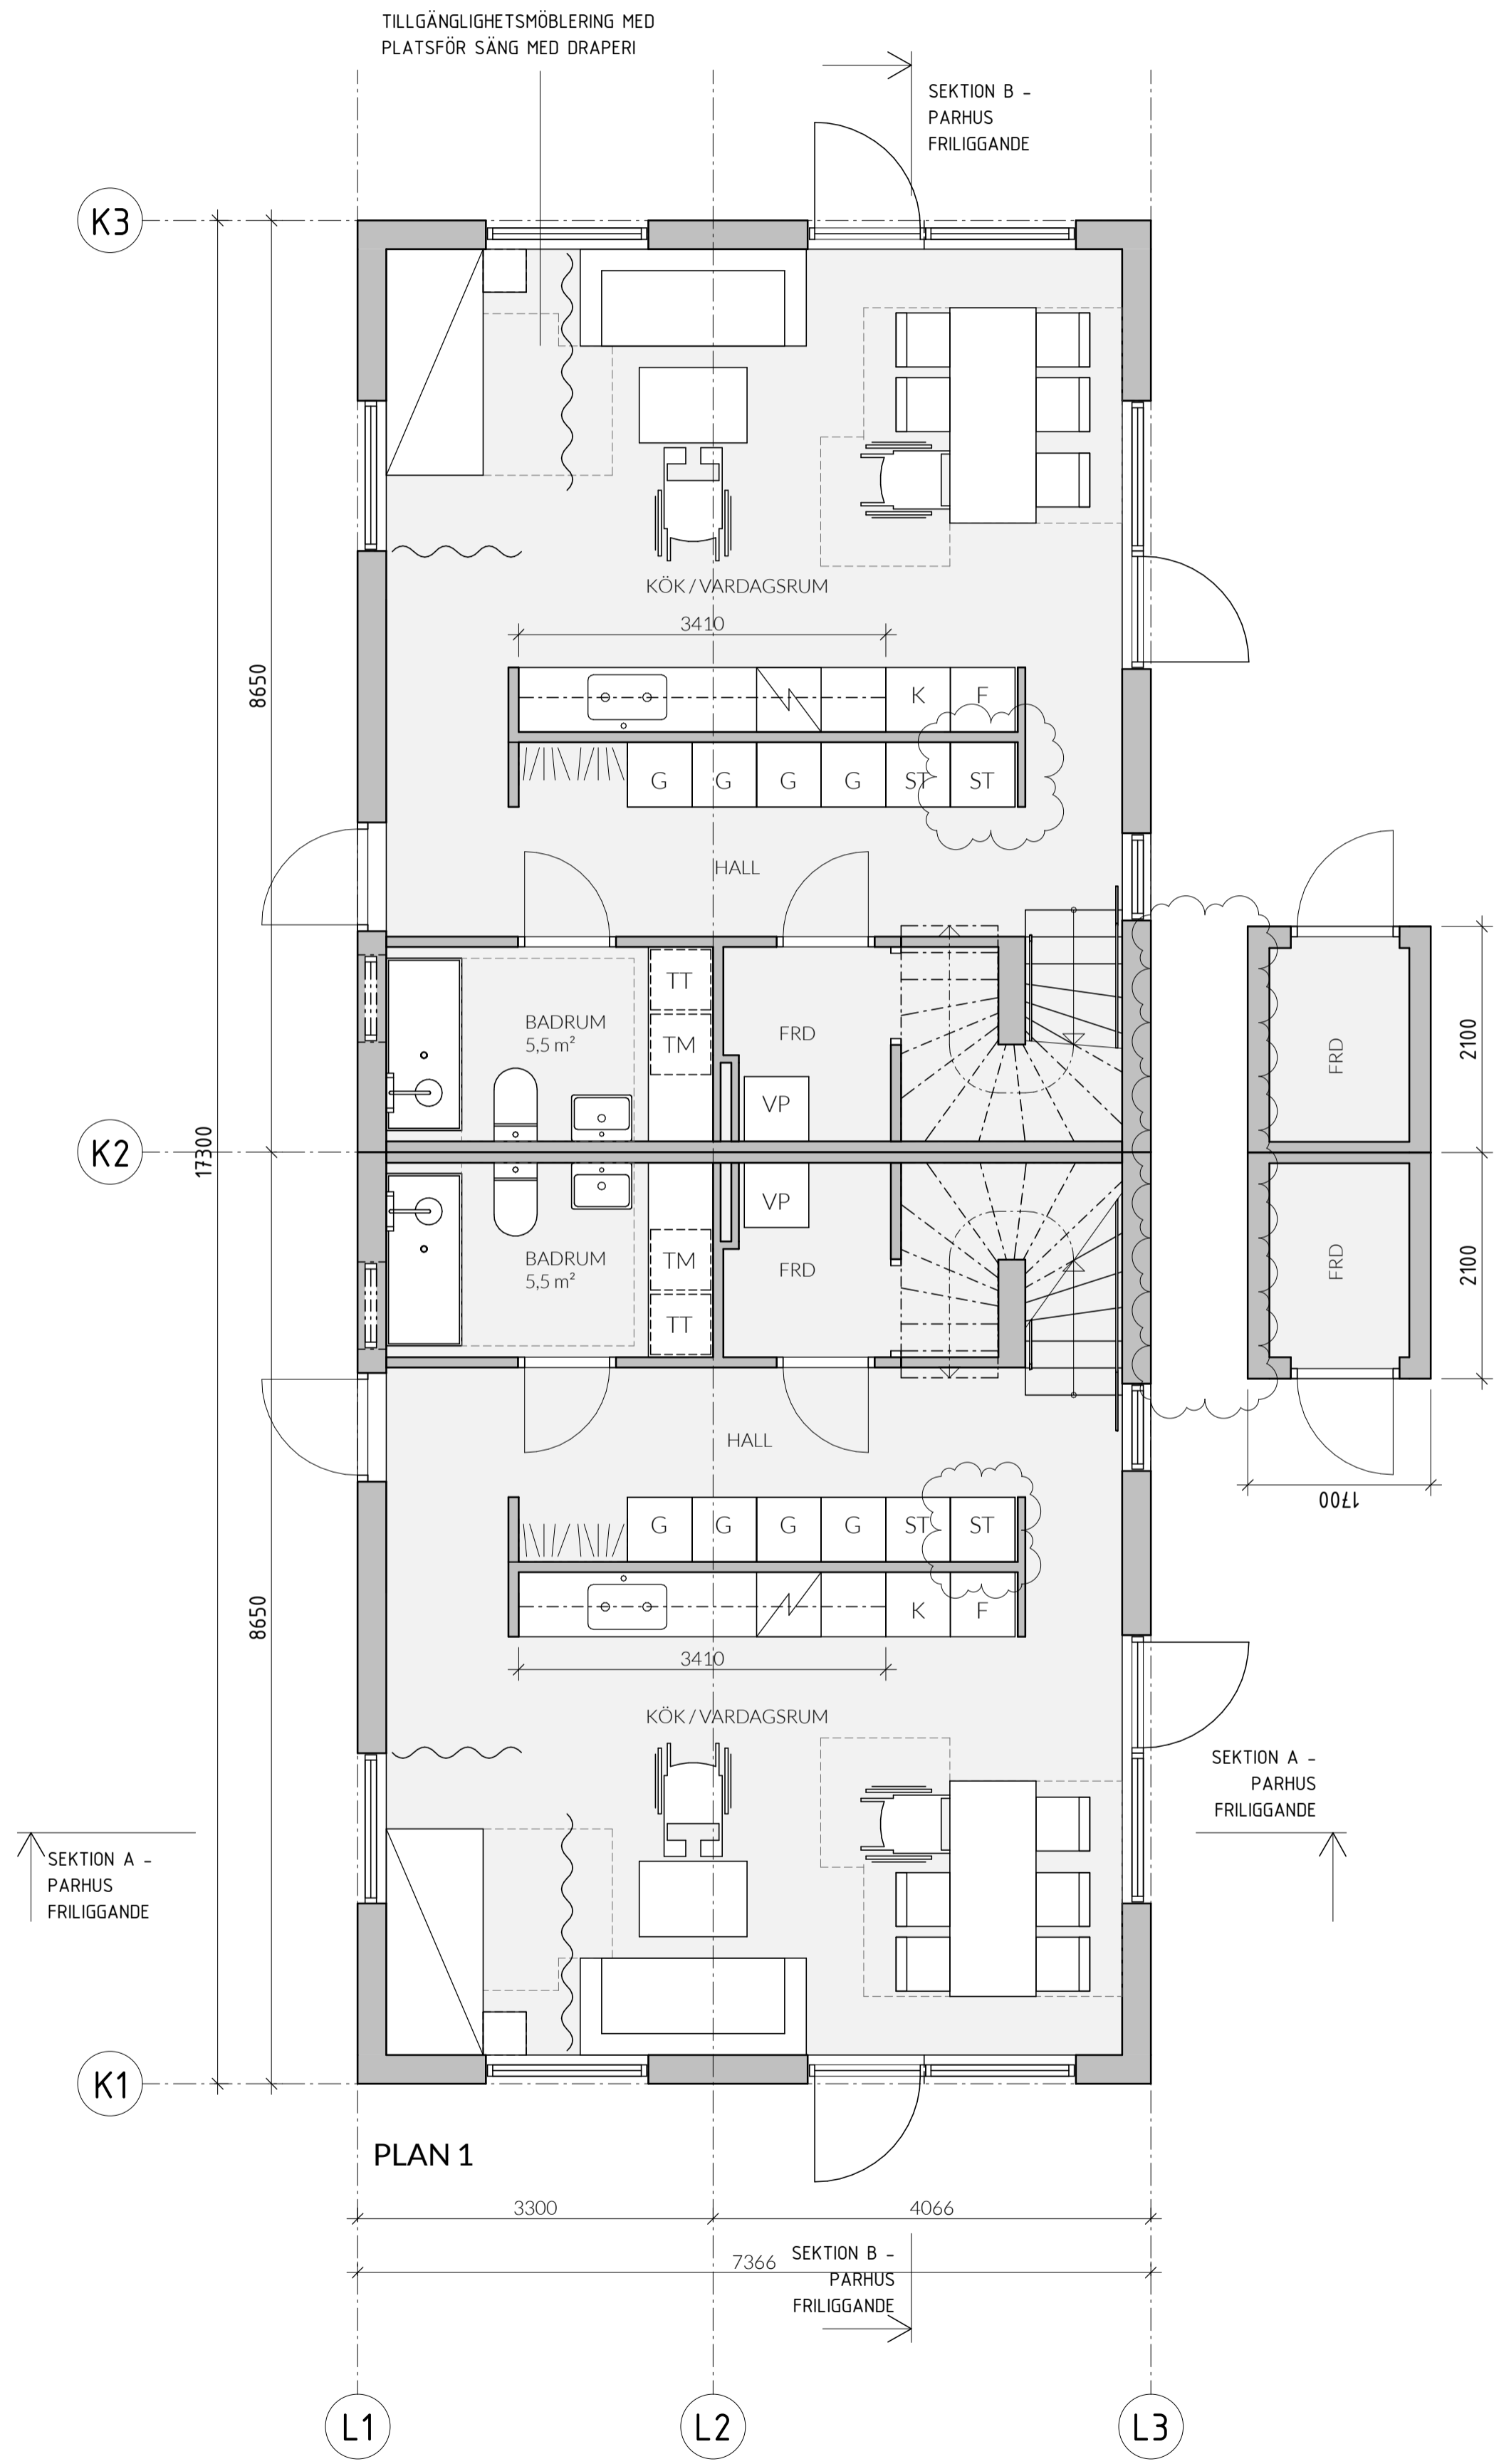 TILLGÄNGLIGHETSMÖBLERING MED
PLATSFÖR SÄNG MED DRAPERI
SEKTION B -
PARHUS
FRILIGGANDE
K3
KÖK / VARDAGSRUM
3410
8650
K F
G G G G ST ST
HALL
TT
BADRUM
5,5 m²
TM
FRD
VP
FRD
2100
K2
17300
VP
BADRUM
5,5 m²
TM
FRD
TT
FRD
2100
HALL
1700
G G G G ST ST
8650
K F
3410
KÖK / VARDAGSRUM
SEKTION A -
PARHUS
FRILIGGANDE
SEKTION A -
PARHUS
FRILIGGANDE
K1
PLAN 1
3300
4066
7366
SEKTION B -
PARHUS
FRILIGGANDE
L1
L2
L3